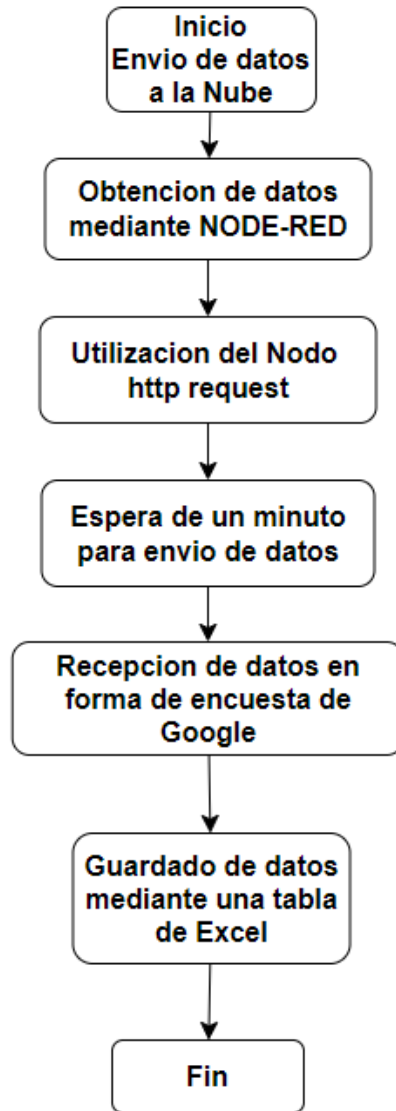 Inicio
Envio de datos
a la Nube
Obtencion de datos
mediante NODE-RED
Utilizacion del Nodo
http request
Espera de un minuto
para envio de datos
Recepcion de datos en
forma de encuesta de
Google
Guardado de datos
mediante una tabla
de Excel
Fin